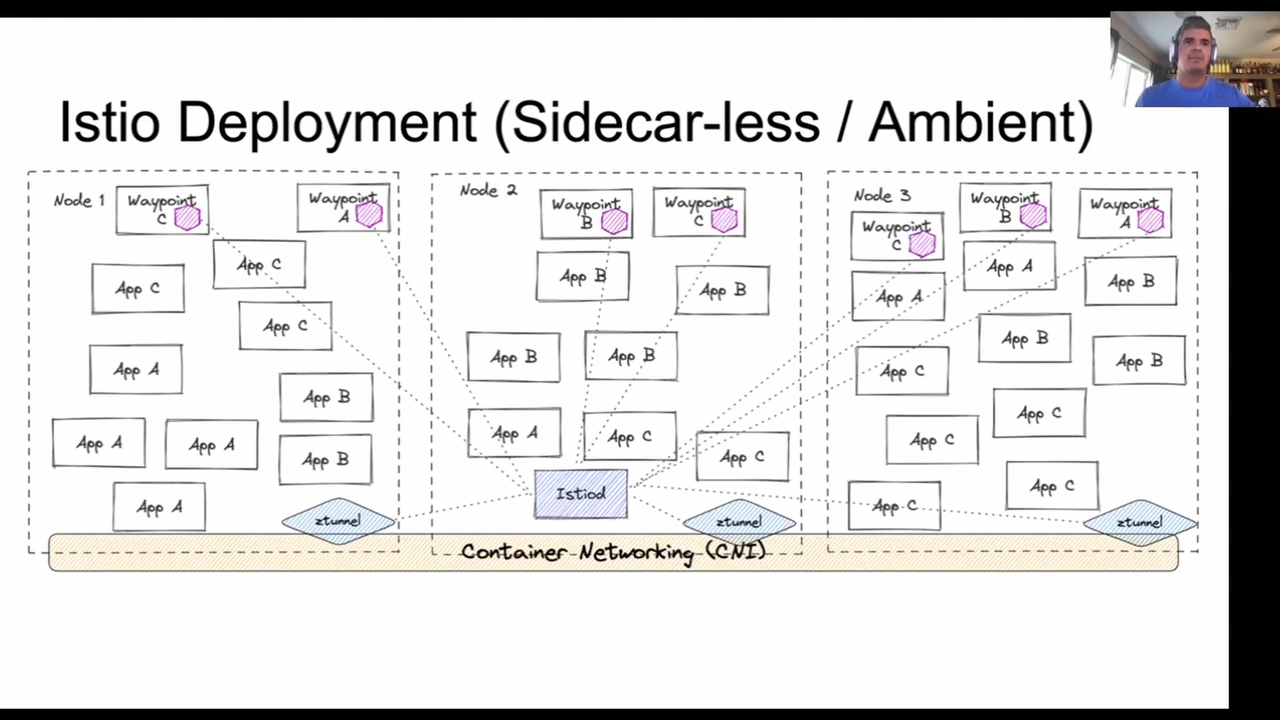 Istio Deployment (Sidecar-less / Ambient)
Node 1
Waypoint
C
Waypoint
A
App C
App C
App C
App A
App B
App A
App A
App B
App A
ztunnel
Node 2
Waypoint
B
Waypoint
C
App B
App B
App B
App B
App A
App C
App C
Istiod
ztunnel
Node 3
Waypoint
C
Waypoint
B
Waypoint
A
App A
App A
App B
App B
App C
App B
App C
App C
App C
App C
ztunnel
Container Networking (CNI)